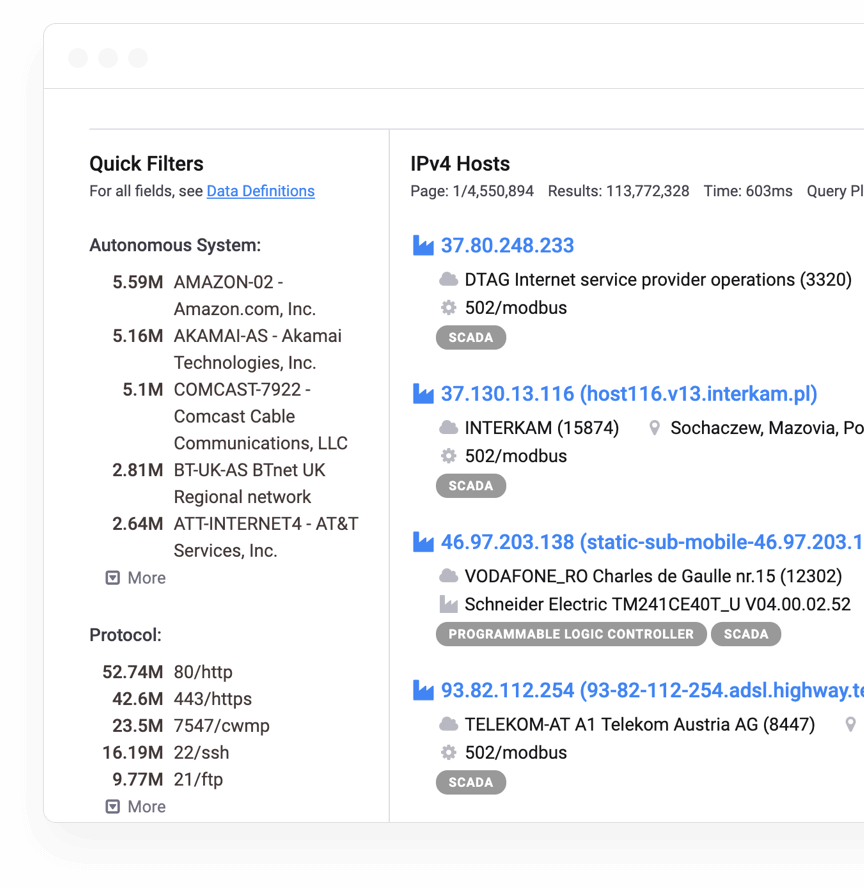 Quick Filters
For all fields, see Data Definitions
Autonomous System:
5.59M AMAZON-02 -
Amazon.com, Inc.
5.16M AKAMAI-AS - Akamai
Technologies, Inc.
5.1M COMCAST-7922 -
Comcast Cable
Communications, LLC
2.81M BT-UK-AS BTnet UK
Regional network
2.64M ATT-INTERNET4 - AT&T
Services, Inc.
More
Protocol:
52.74M 80/http
42.6M 443/https
23.5M 7547/cwmp
16.19M 22/ssh
9.77M 21/ftp
More
IPv4 Hosts
Page: 1/4,550,894 Results: 113,772,328 Time: 603ms Query Pl
37.80.248.233
DTAG Internet service provider operations (3320)
502/modbus
SCADA
37.130.13.116 (host116.v13.interkam.pl)
INTERKAM (15874) Sochaczew, Mazovia, Po
502/modbus
SCADA
46.97.203.138 (static-sub-mobile-46.97.203.1
VODAFONE_RO Charles de Gaulle nr.15 (12302)
Schneider Electric TM241CE40T_U V04.00.02.52
PROGRAMMABLE LOGIC CONTROLLER SCADA
93.82.112.254 (93-82-112-254.adsl.highway.te
TELEKOM-AT A1 Telekom Austria AG (8447)
502/modbus
SCADA